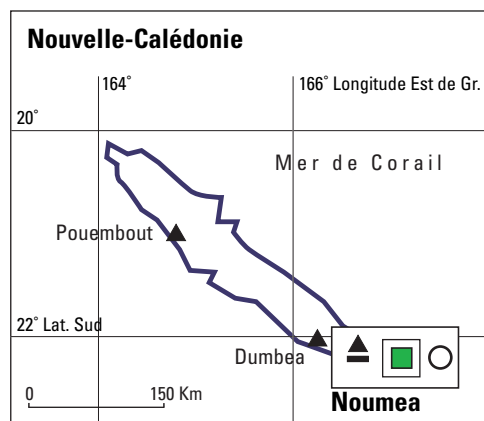 Nouvelle-Calédonie
164° 166° Longitude Est de Gr.
20°
Mer de Corail
Pouembout
22° Lat. Sud
Dumbea
0 150 Km
Noumea